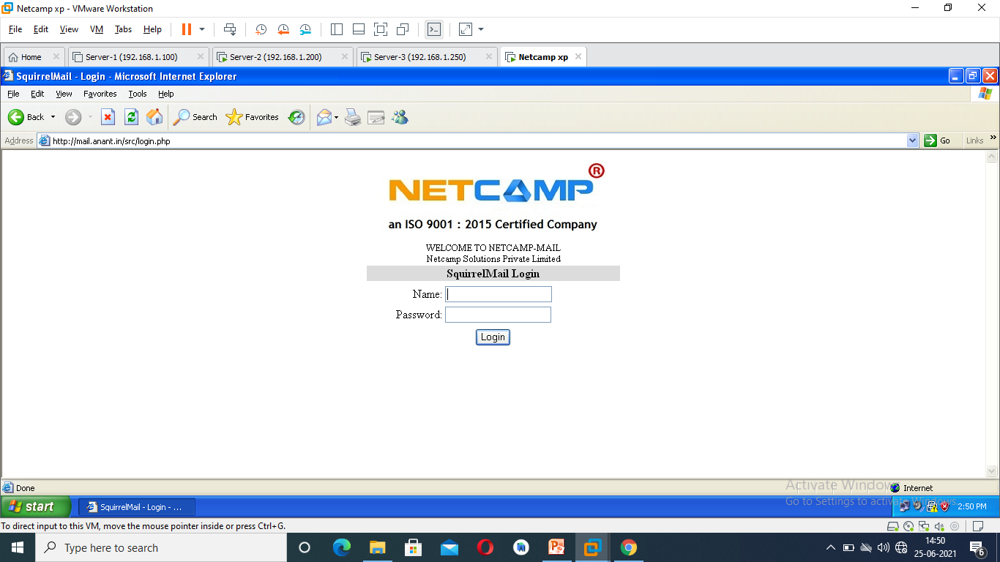 Netcamp xp - VMware Workstation
File Edit View VM Tabs Help
Home Server-1 (192.168.1.100) Server-2 (192.168.1.200) Server-3 (192.168.1.250) Netcamp xp
SquirrelMail - Login - Microsoft Internet Explorer
File Edit View Favorites Tools Help
Back Search Favorites
Address http://mail.anant.in/src/login.php Go Links »
NETCAMP®
an ISO 9001 : 2015 Certified Company
WELCOME TO NETCAMP-MAIL
Netcamp Solutions Private Limited
SquirrelMail Login
Name:
Password:
Login
Activate Windows
Done Internet
Go to Settings to activate Windows.
start SquirrelMail - Login - ... 2:50 PM
To direct input to this VM, move the mouse pointer inside or press Ctrl+G.
Type here to search 14:50
25-06-2021 6